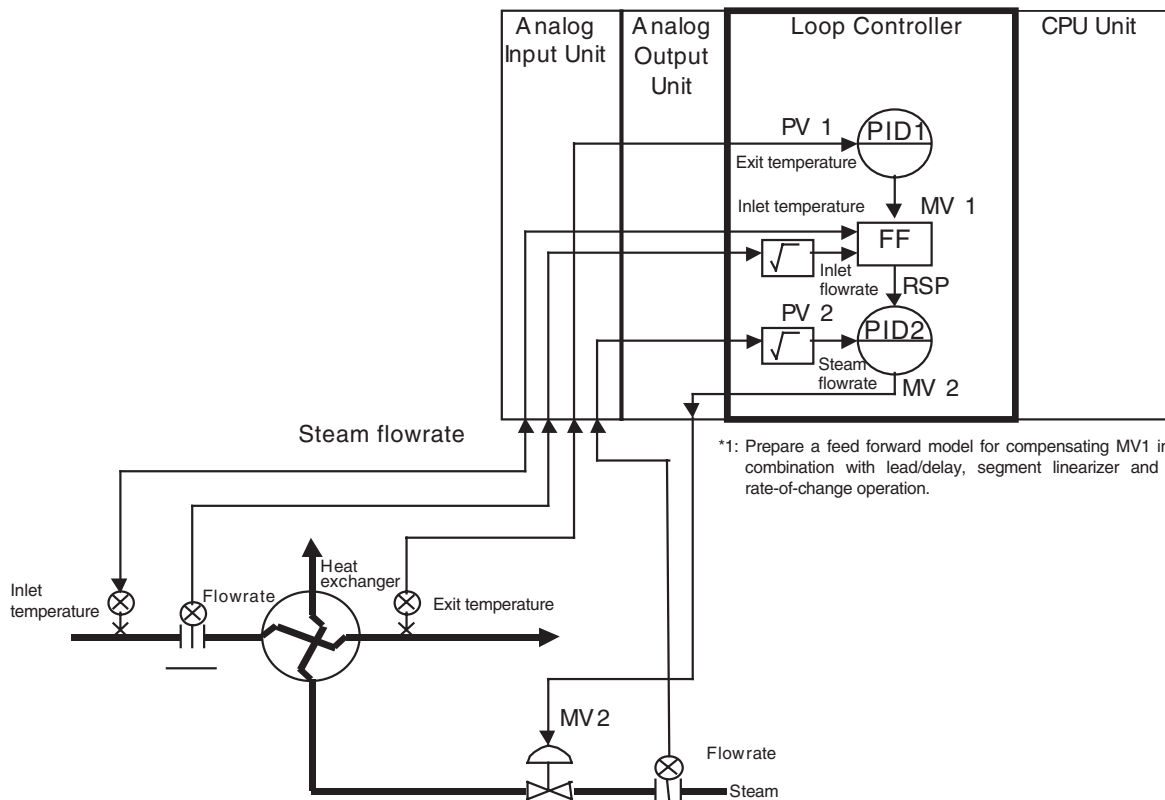 Analog
Input Unit
Analog
Output
Unit
Loop Controller
CPU Unit
PV 1
PID1
Exit temperature
Inlet temperature
MV 1
FF
√
Inlet
flowrate
RSP
PV 2
PID2
√
Steam
flowrate
MV 2
Steam flowrate
*1: Prepare a feed forward model for compensating MV1 in
combination with lead/delay, segment linearizer and
rate-of-change operation.
Heat
exchanger
Inlet
temperature
Flowrate
Exit temperature
MV2
Flowrate
Steam